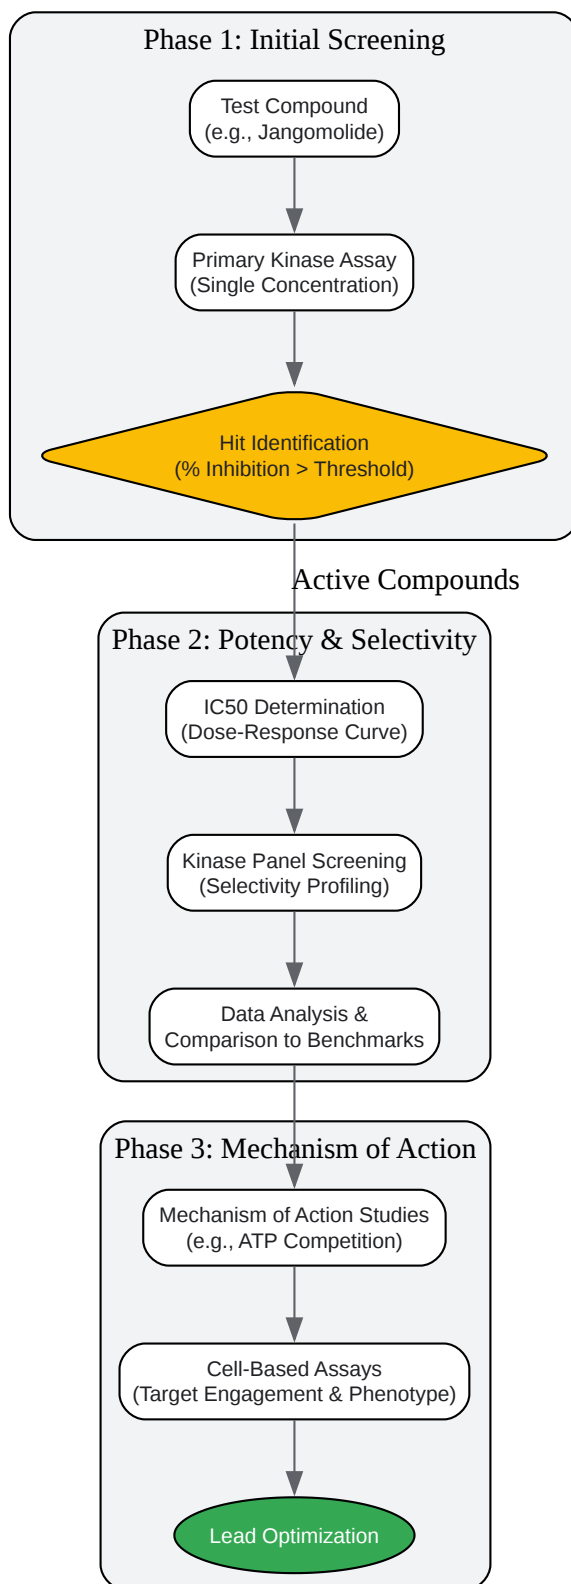 Phase 1: Initial Screening
Test Compound
(e.g., Jangomolide)
Primary Kinase Assay
(Single Concentration)
Hit Identification
(% Inhibition > Threshold)
Active Compounds
Phase 2: Potency & Selectivity
IC50 Determination
(Dose-Response Curve)
Kinase Panel Screening
(Selectivity Profiling)
Data Analysis &
Comparison to Benchmarks
Phase 3: Mechanism of Action
Mechanism of Action Studies
(e.g., ATP Competition)
Cell-Based Assays
(Target Engagement & Phenotype)
Lead Optimization